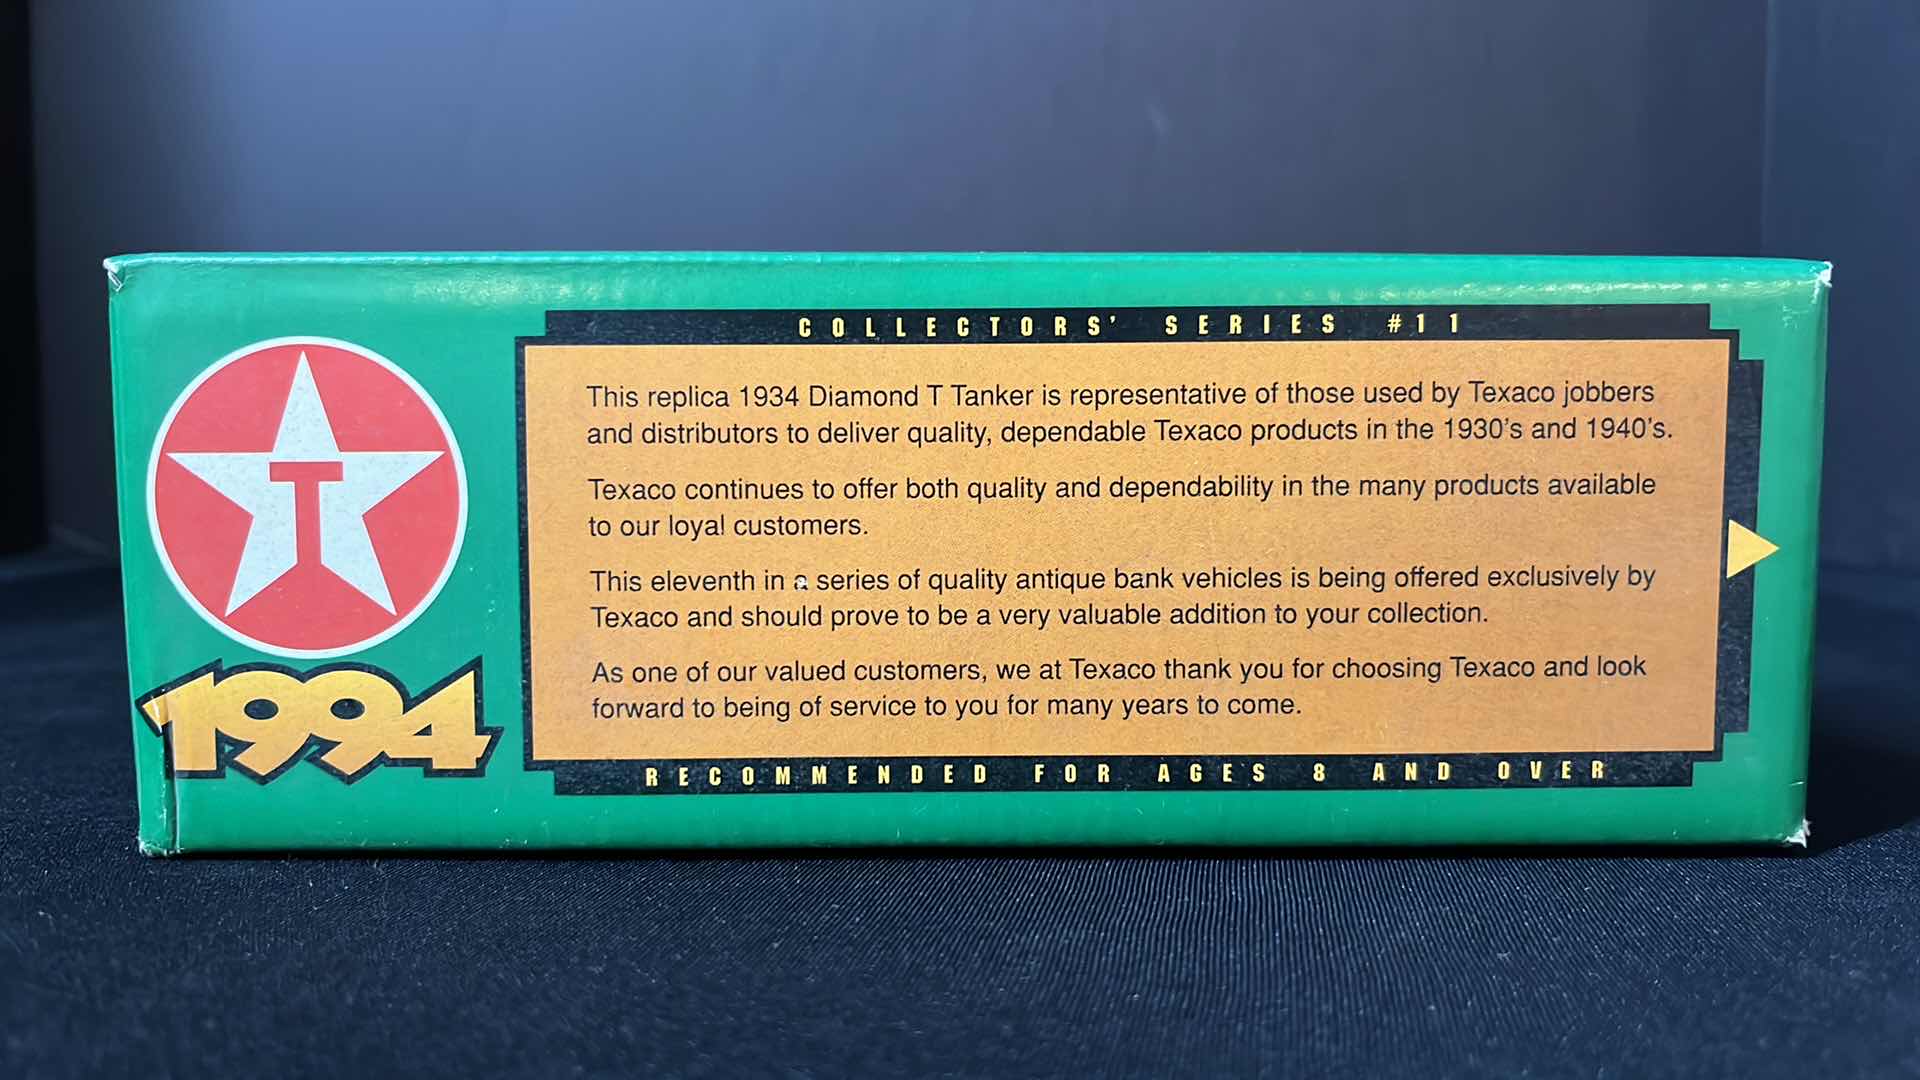 COLLECTORS' SERIES #11
This replica 1934 Diamond T Tanker is representative of those used by Texaco jobbers
and distributors to deliver quality, dependable Texaco products in the 1930's and 1940's.
Texaco continues to offer both quality and dependability in the many products available
to our loyal customers.
This eleventh in a series of quality antique bank vehicles is being offered exclusively by
Texaco and should prove to be a very valuable addition to your collection.
As one of our valued customers, we at Texaco thank you for choosing Texaco and look
forward to being of service to you for many years to come.
RECOMMENDED FOR AGES 8 AND OVER
T
1994